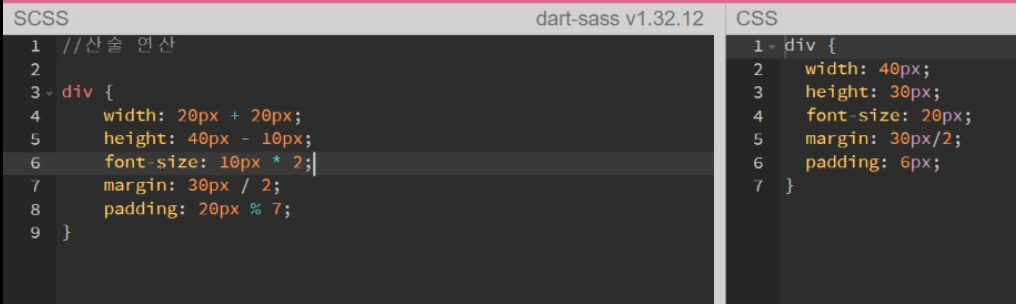 SCSS dart-sass v1.32.12
1 //산술 연산
2
3 div {
4 width: 20px + 20px;
5 height: 40px - 10px;
6 font-size: 10px * 2;
7 margin: 30px / 2;
8 padding: 20px % 7;
9 }
CSS
1 div {
2 width: 40px;
3 height: 30px;
4 font-size: 20px;
5 margin: 30px/2;
6 padding: 6px;
7 }